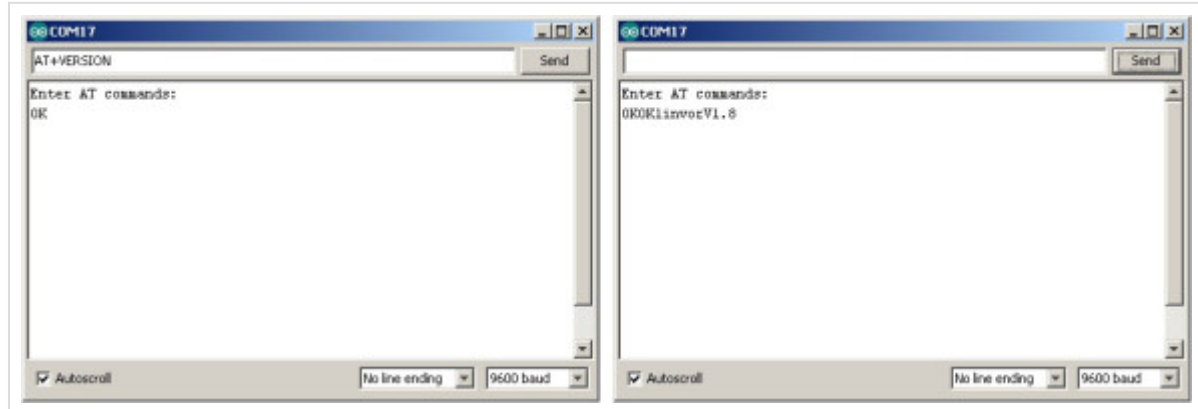 COM17
AT+VERSION
Send
Enter AT commands:
OK
Autoscroll
No line ending
9600 baud
COM17
Send
Enter AT commands:
OKOKlinvorV1.8
Autoscroll
No line ending
9600 baud